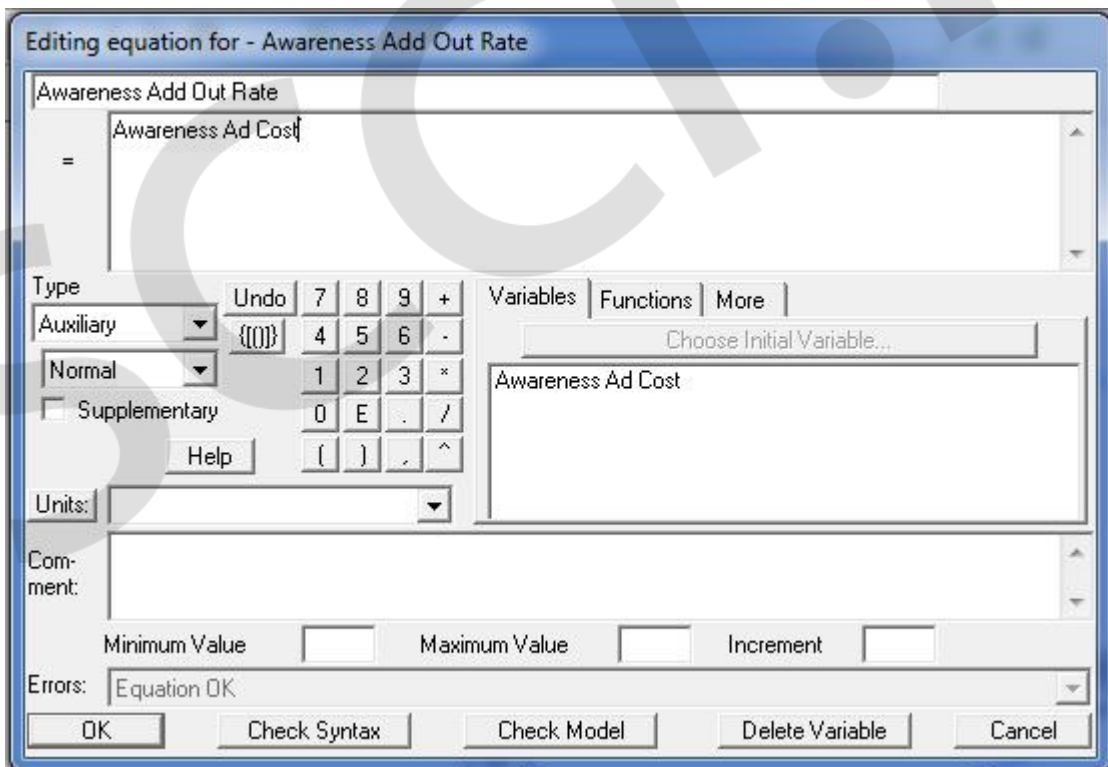 Editing equation for - Awareness Add Out Rate
Awareness Add Out Rate
= Awareness Ad Cost
Type
Auxiliary
Normal
Supplementary
Help
Undo 7 8 9 +
{[()]} 4 5 6 -
1 2 3 *
0 E . /
( ) , ^
Variables Functions More
Choose Initial Variable...
Awareness Ad Cost
Units:
Com-
ment:
Minimum Value Maximum Value Increment
Errors: Equation OK
OK Check Syntax Check Model Delete Variable Cancel